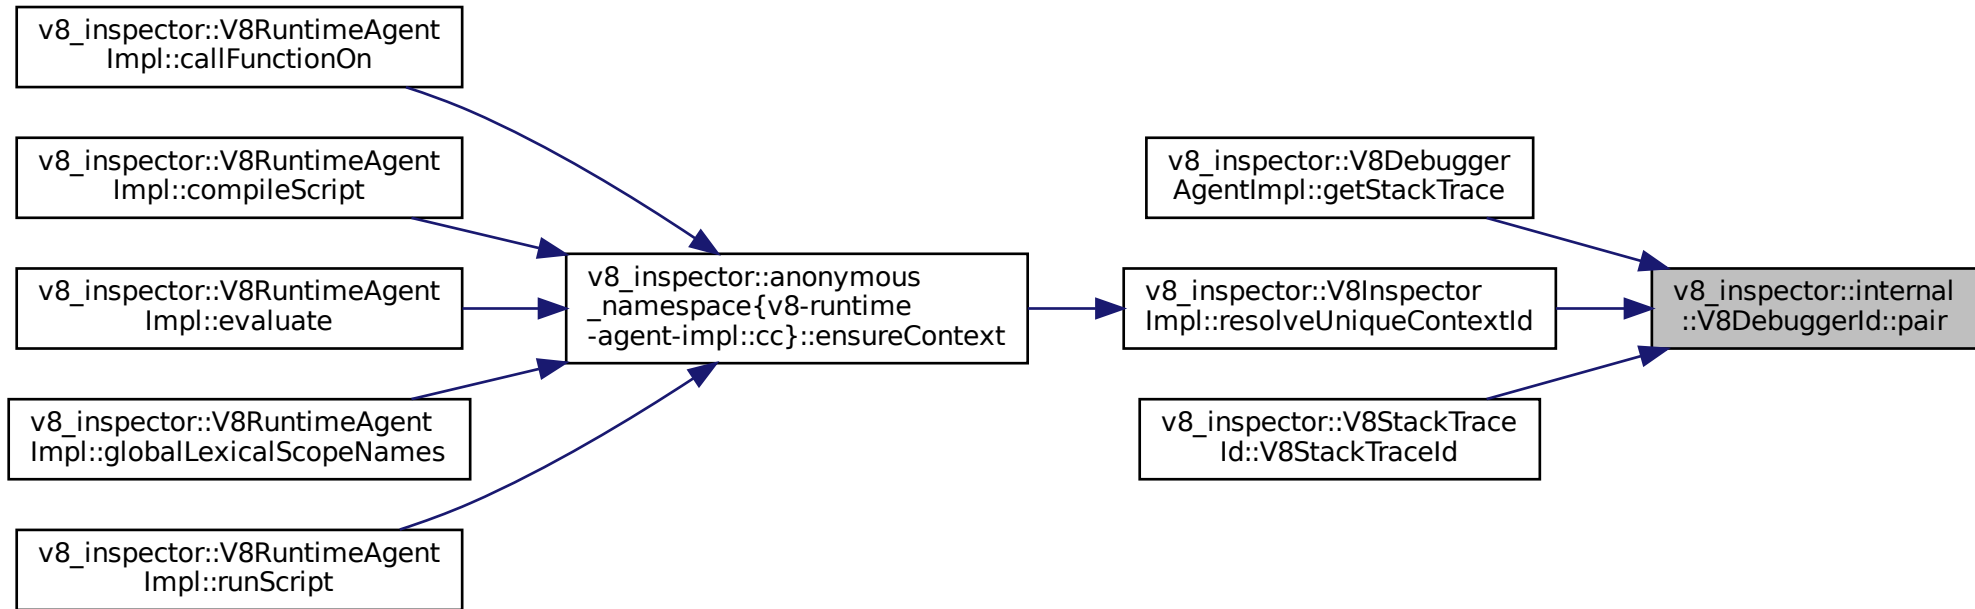 v8_inspector::V8RuntimeAgent
Impl::callFunctionOn
v8_inspector::V8RuntimeAgent
Impl::compileScript
v8_inspector::V8RuntimeAgent
Impl::evaluate
v8_inspector::V8RuntimeAgent
Impl::globalLexicalScopeNames
v8_inspector::V8RuntimeAgent
Impl::runScript
v8_inspector::anonymous
_namespace{v8-runtime
-agent-impl::cc}::ensureContext
v8_inspector::V8Debugger
AgentImpl::getStackTrace
v8_inspector::V8Inspector
Impl::resolveUniqueContextId
v8_inspector::V8StackTrace
Id::V8StackTraceId
v8_inspector::internal
::V8DebuggerId::pair